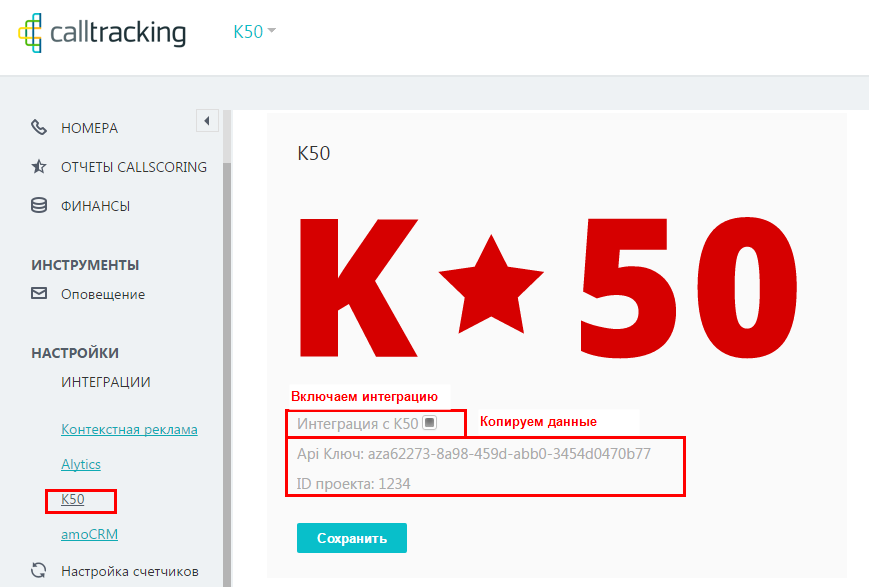 calltracking
K50
НОМЕРА
ОТЧЕТЫ CALLSCORING
ФИНАНСЫ
ИНСТРУМЕНТЫ
Оповещение
НАСТРОЙКИ
ИНТЕГРАЦИИ
Контекстная реклама
Alytics
K50
amoCRM
Настройка счетчиков
K50
K★50
Включаем интеграцию
Интеграция с K50
Копируем данные
Api Ключ: aza62273-8a98-459d-abb0-3454d0470b77
ID проекта: 1234
Сохранить